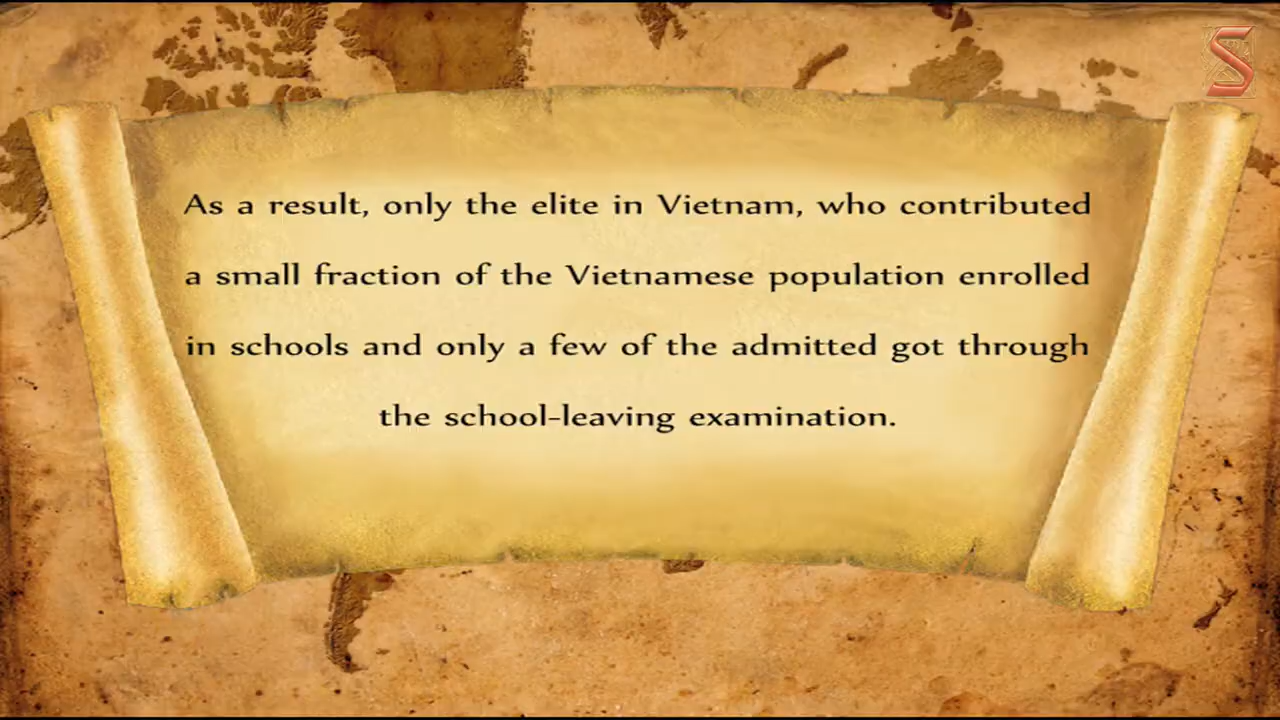 As a result, only the elite in Vietnam, who contributed
a small fraction of the Vietnamese population enrolled
in schools and only a few of the admitted got through
the school-leaving examination.
S